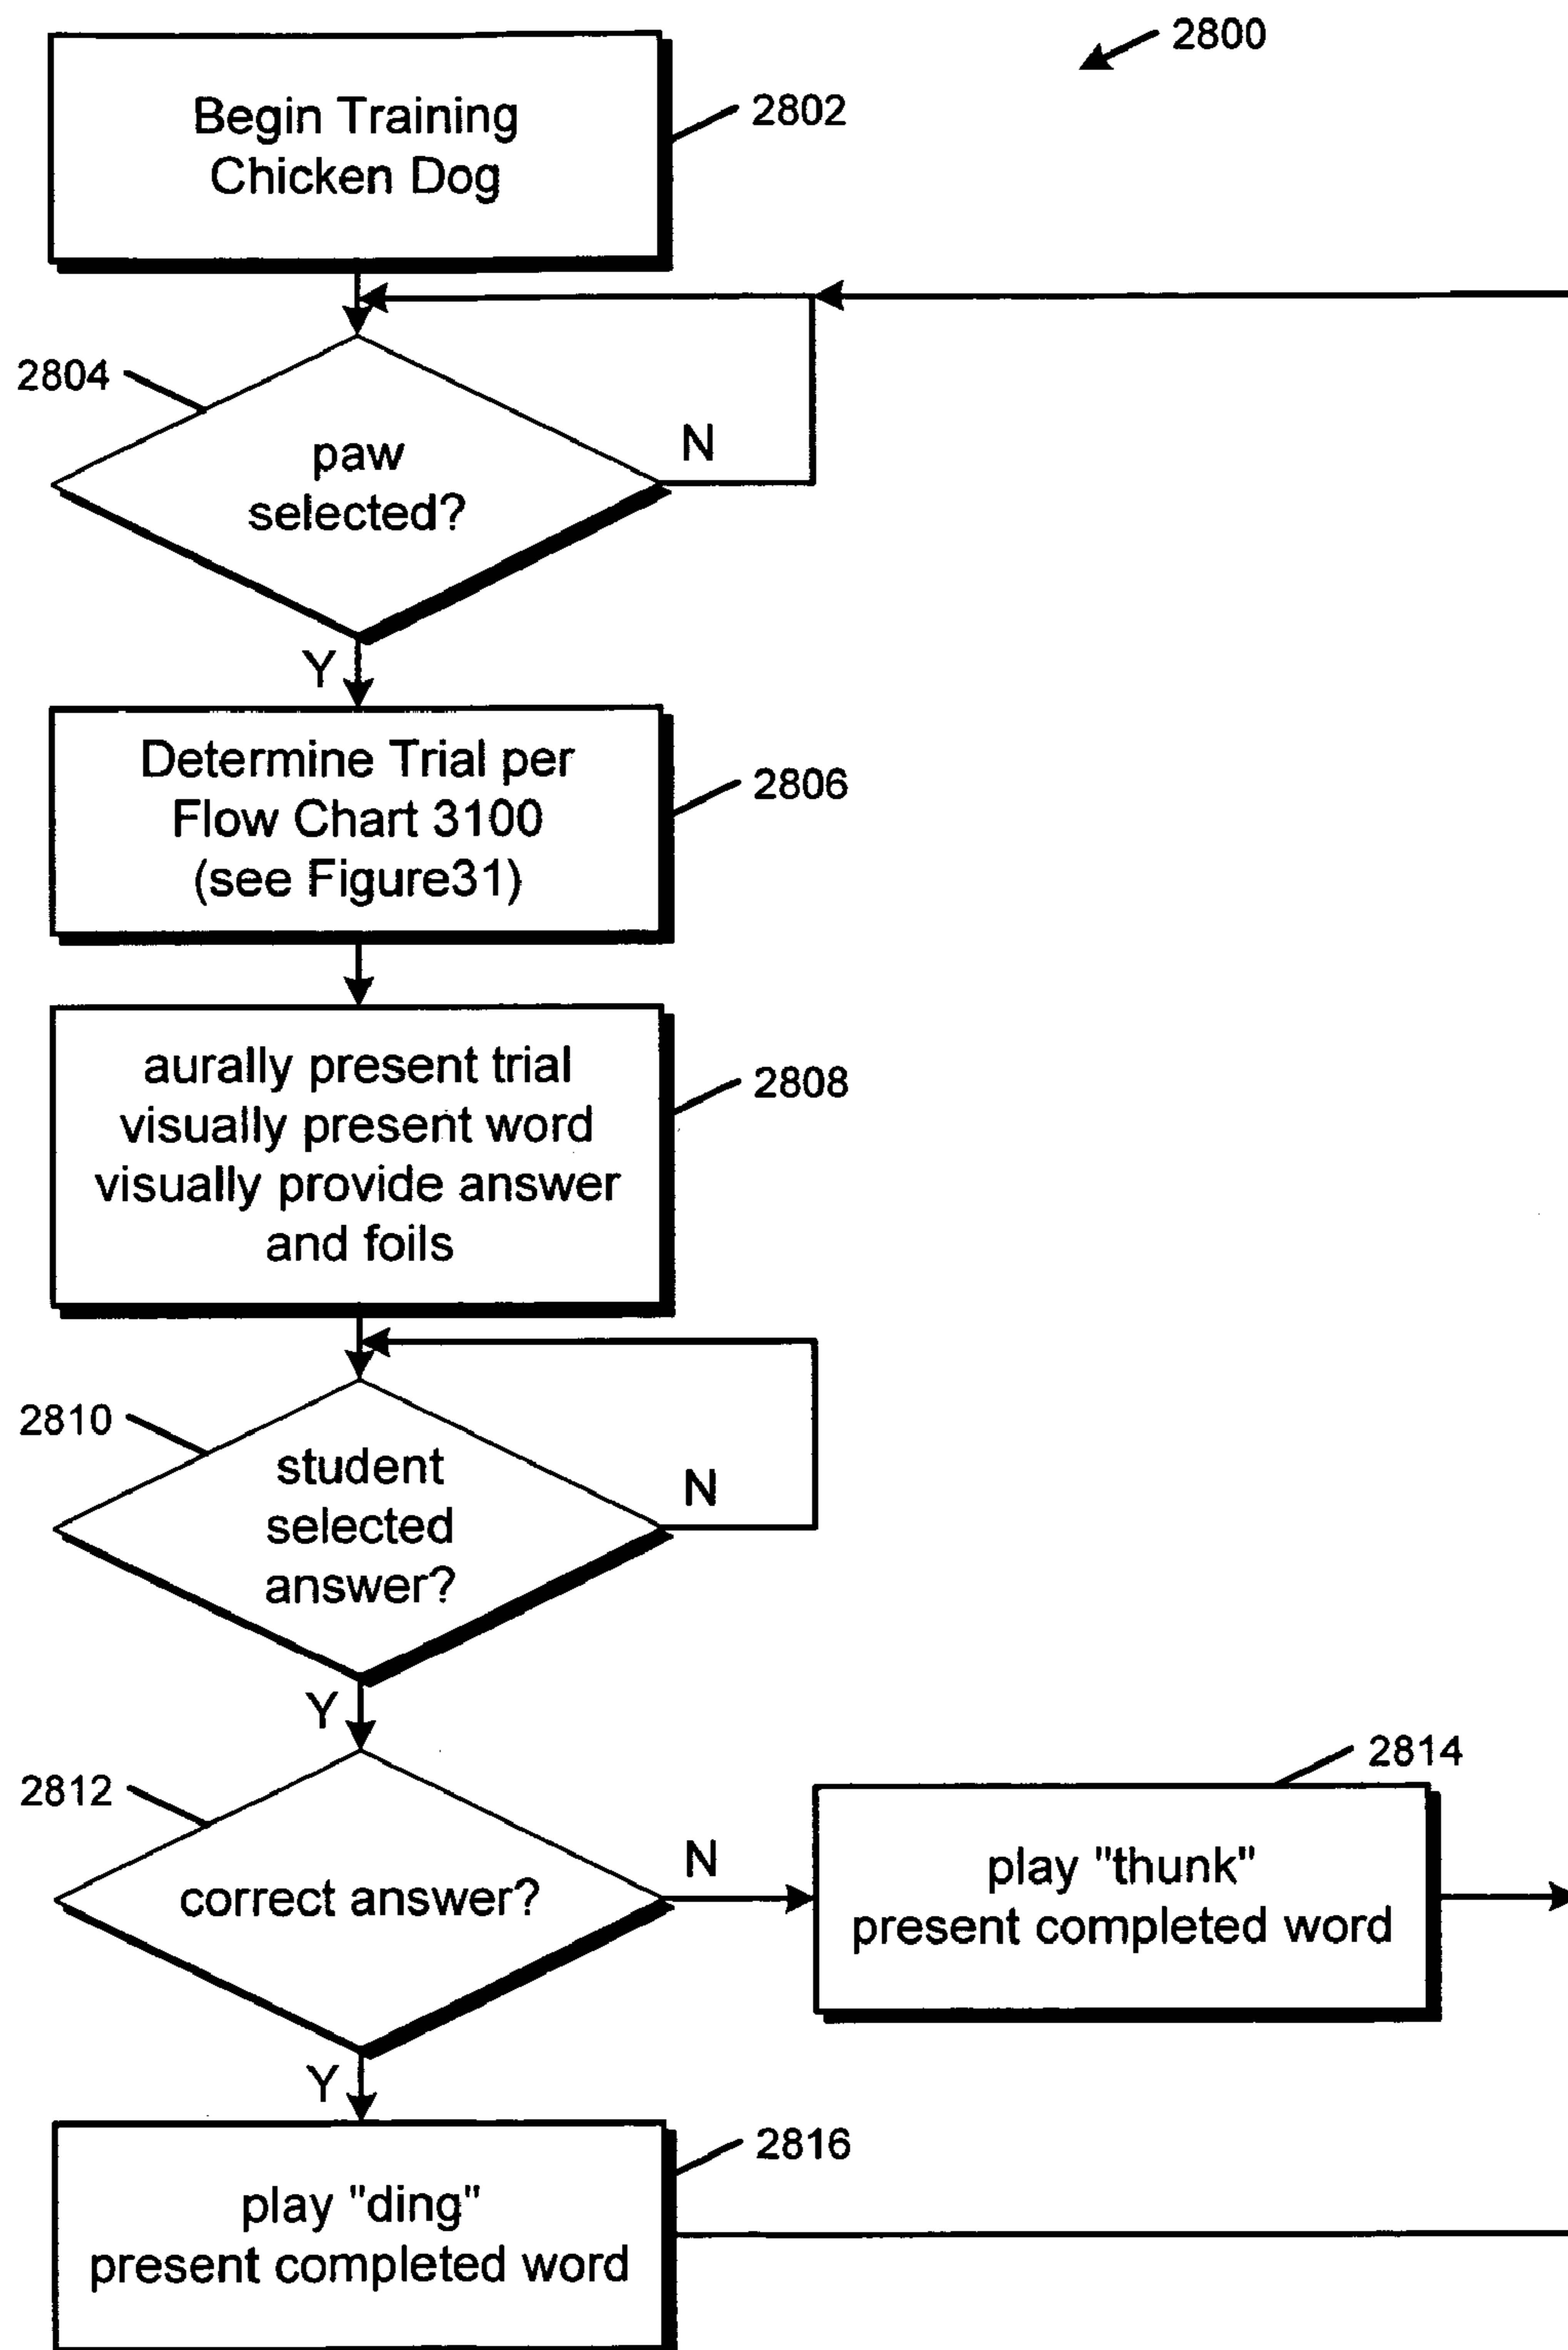 2800
Begin Training
Chicken Dog
2802
2804
paw
selected?
N
Y
Determine Trial per
Flow Chart 3100
(see Figure31)
2806
aurally present trial
visually present word
visually provide answer
and foils
2808
2810
student
selected
answer?
N
Y
2812
correct answer?
N
2814
play "thunk"
present completed word
Y
2816
play "ding"
present completed word